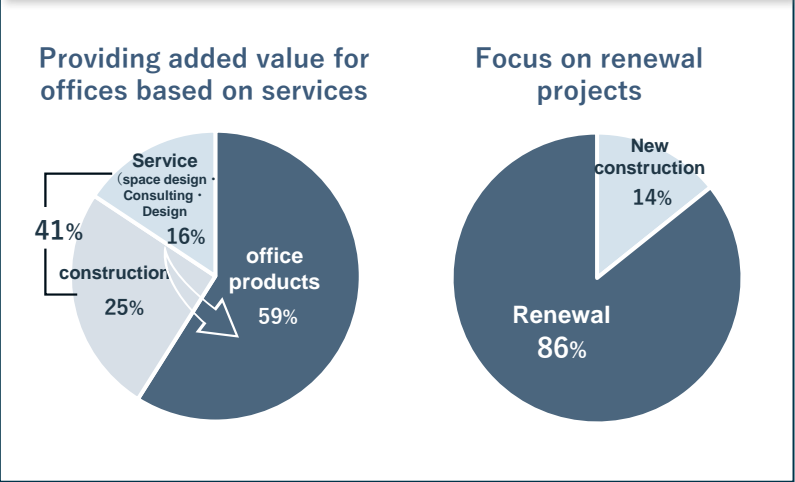 Providing added value for
offices based on services
Service
（space design・
Consulting・
Design
16%
41%
construction
25%
office
products
59%
Focus on renewal
projects
New
construction
14%
Renewal
86%